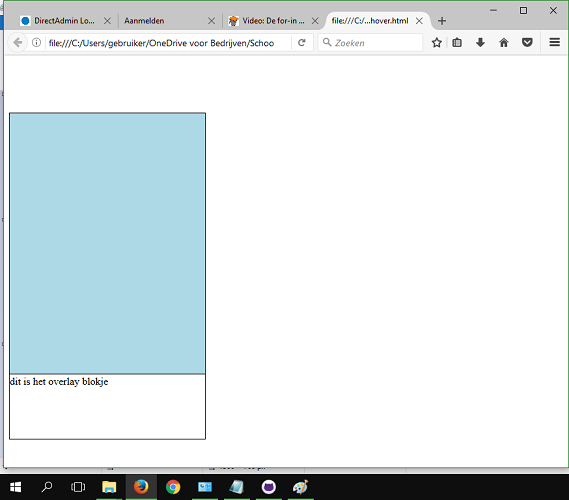 DirectAdmin Lo...
Aanmelden
Video: De for-in ...
file:///C:/...hover.html
file:///C:/Users/gebruiker/OneDrive voor Bedrijven/Schoo
Zoeken
dit is het overlay blokje